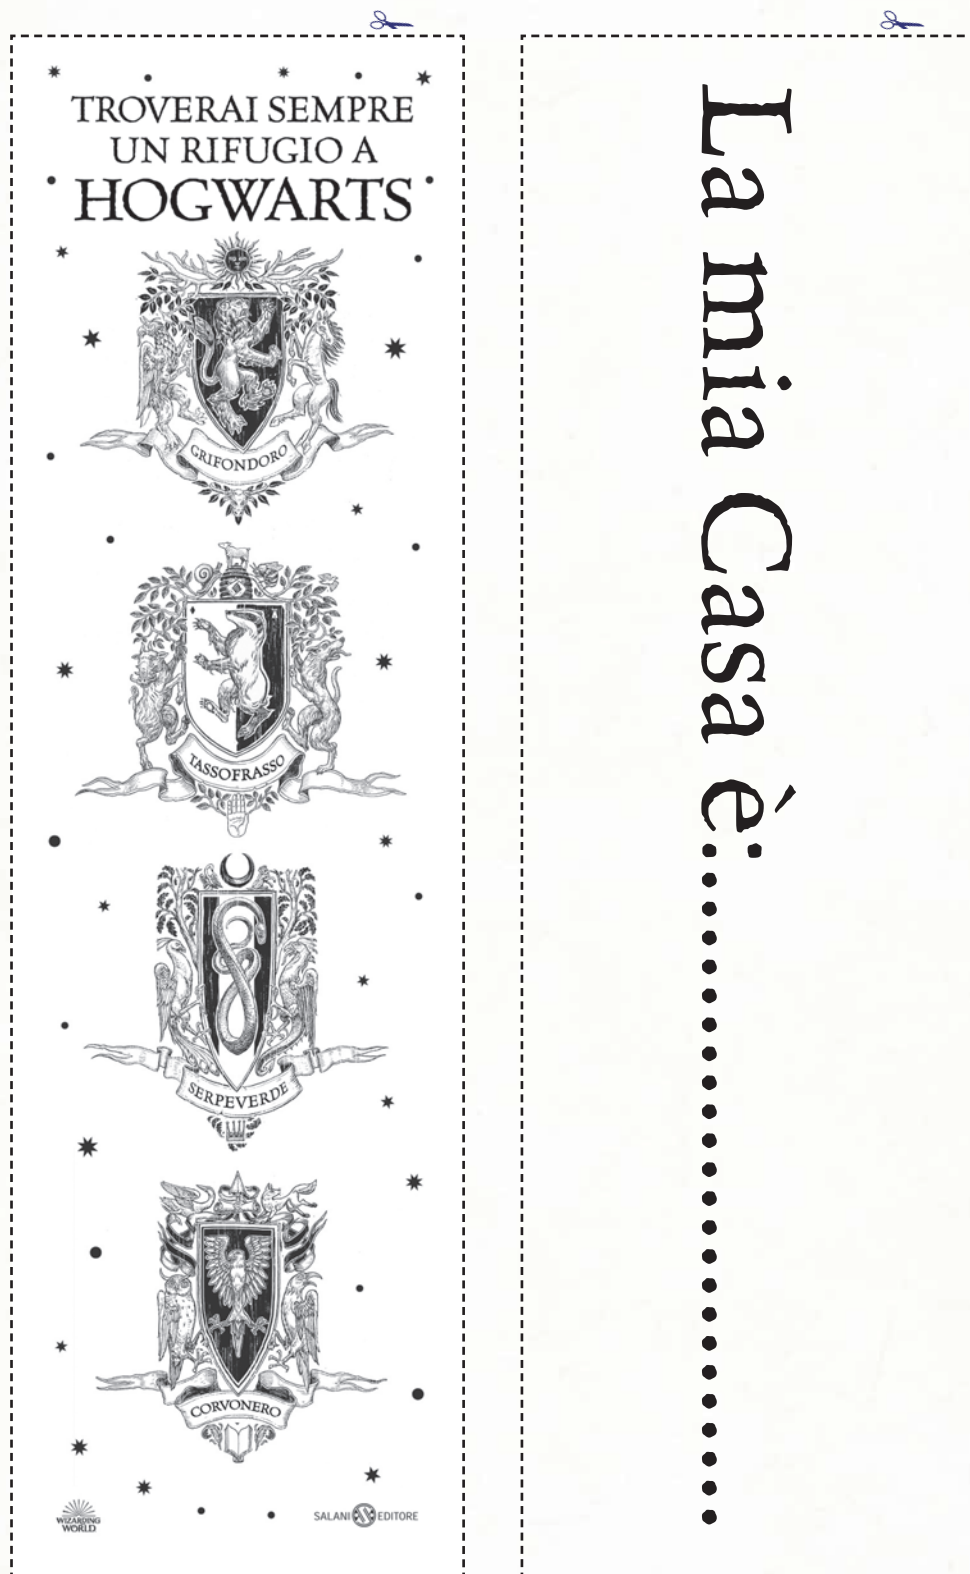 TROVERAI SEMPRE
UN RIFUGIO A
HOGWARTS
GRIFONDORO
TASSOFRASSO
SERPEVERDE
CORVONERO
WIZARDING
WORLD
SALANI EDITORE
La mia Casa è:........................